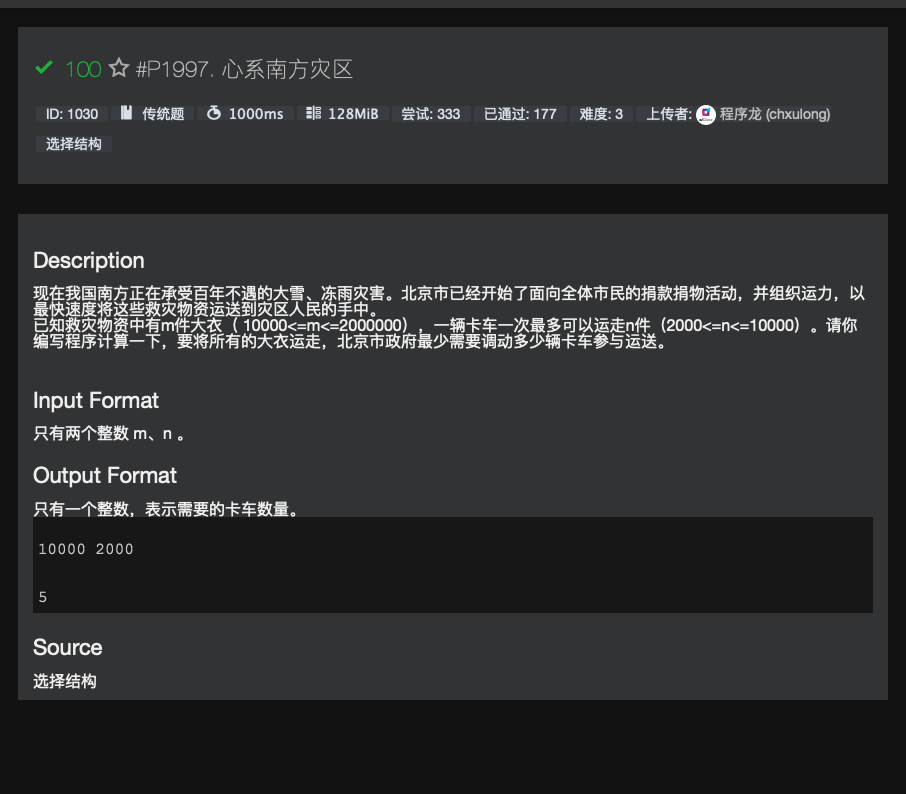 100 #P1997. 心系南方灾区
ID: 1030 传统题 1000ms 128MiB 尝试: 333 已通过: 177 难度: 3 上传者: 程序龙 (chxulong)
选择结构
Description
现在我国南方正在承受百年不遇的大雪、冻雨灾害。北京市已经开始了面向全体市民的捐款捐物活动，并组织运力，以
最快速度将这些救灾物资运送到灾区人民的手中。
已知救灾物资中有m件大衣（ 10000<=m<=2000000），一辆卡车一次最多可以运走n件（2000<=n<=10000）。请你
编写程序计算一下，要将所有的大衣运走，北京市政府最少需要调动多少辆卡车参与运送。
Input Format
只有两个整数 m、n 。
Output Format
只有一个整数，表示需要的卡车数量。
10000 2000
5
Source
选择结构